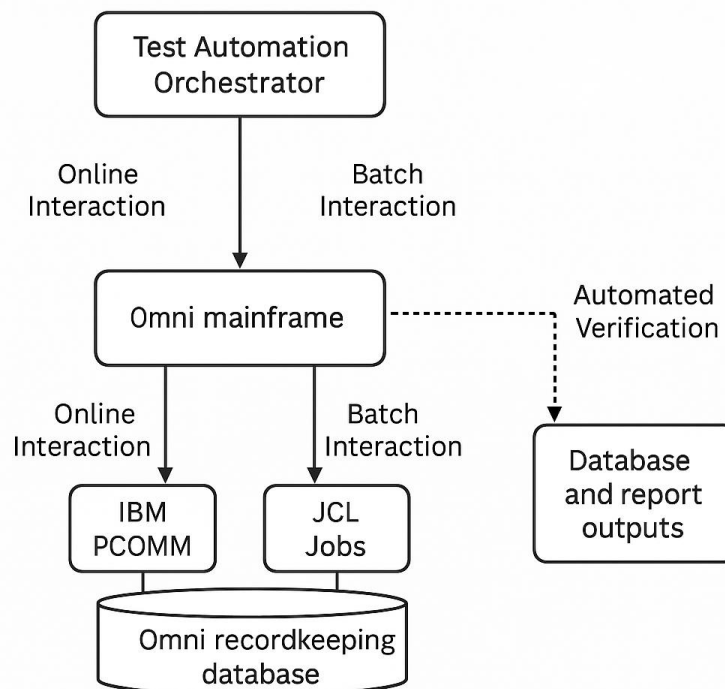 Test Automation
Orchestrator
Online
Interaction
Batch
Interaction
Omni mainframe
Automated
Verification
Online
Interaction
Batch
Interaction
IBM
PCOMM
JCL
Jobs
Database
and report
outputs
Omni recordkeeping
database